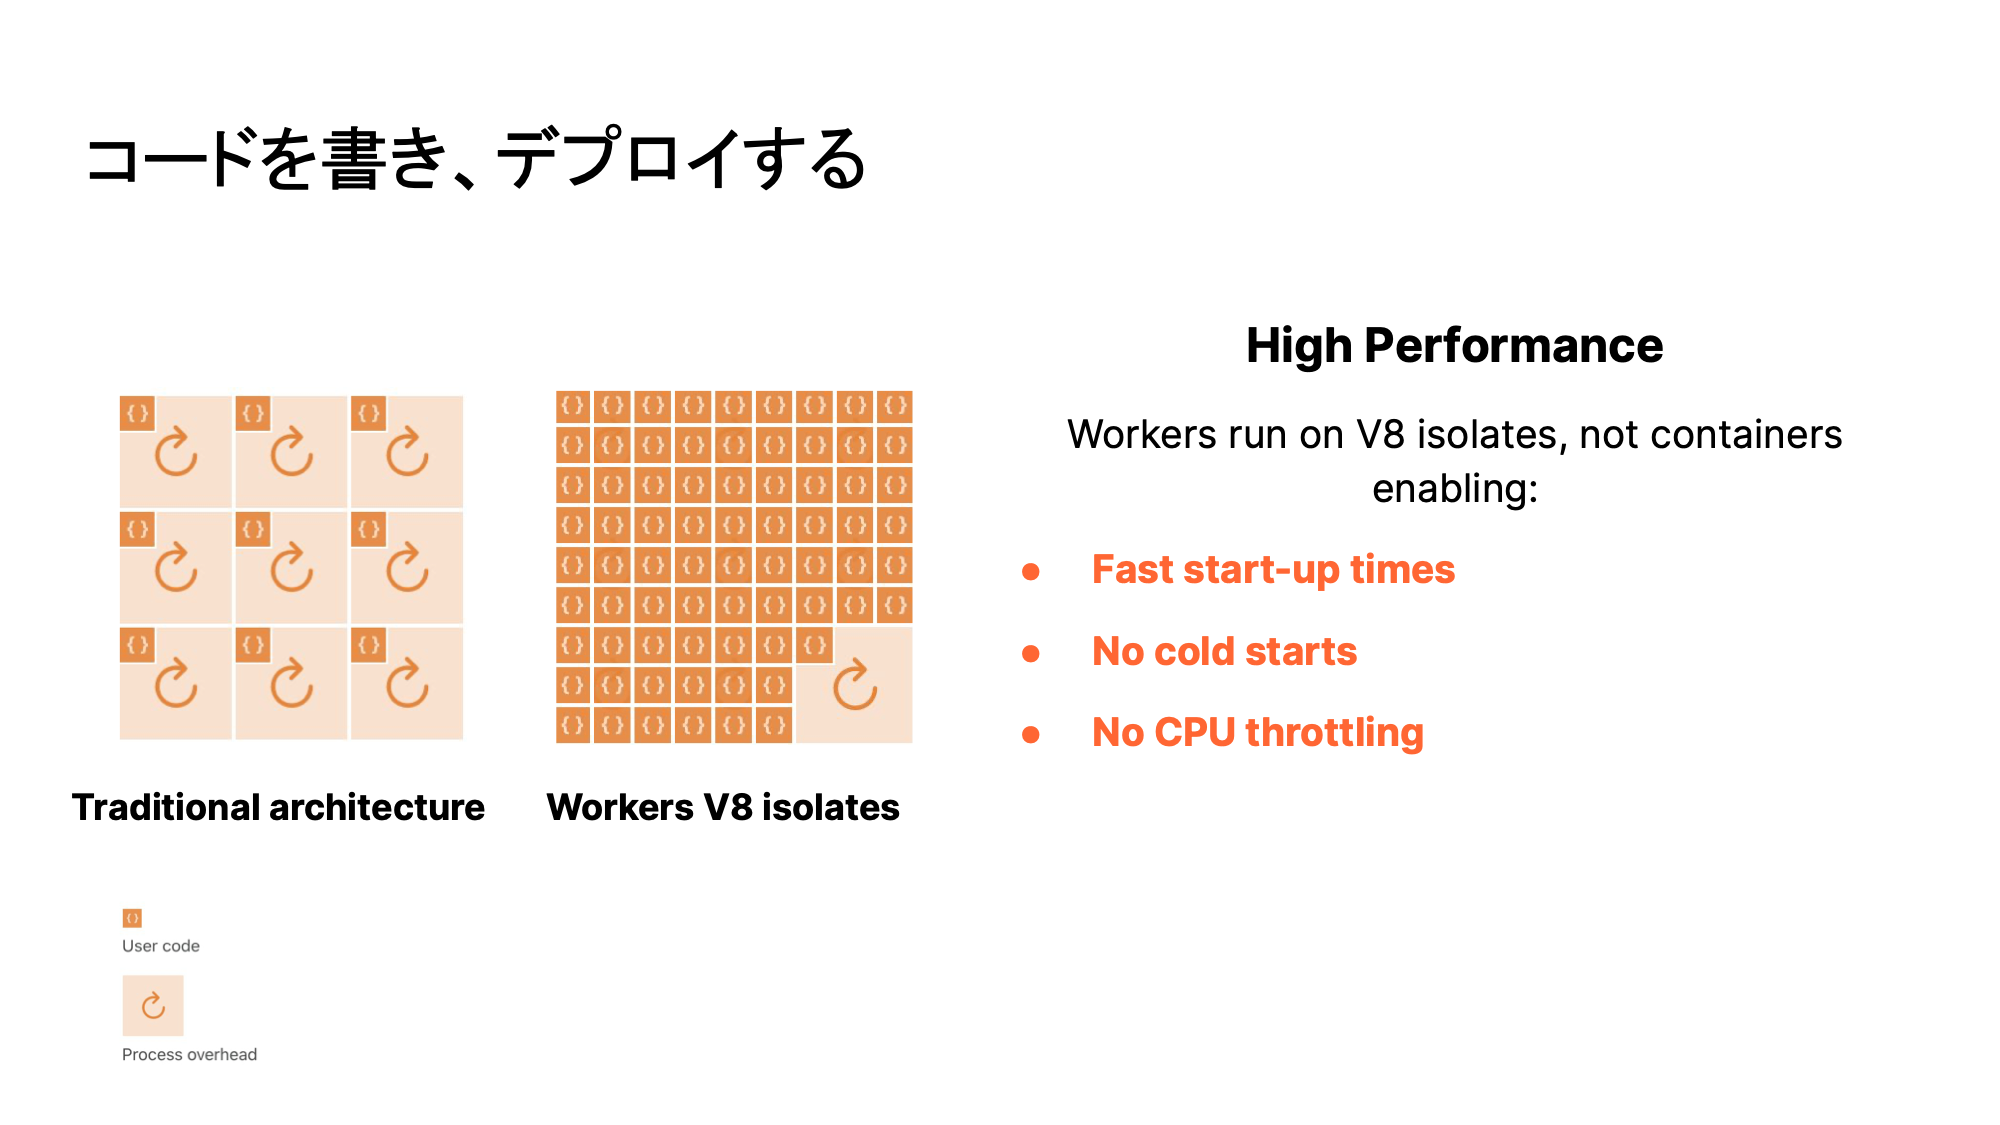 コードを書き、デプロイする
High Performance
Workers run on V8 isolates, not containers
enabling:
● Fast start-up times
● No cold starts
● No CPU throttling
Traditional architecture
Workers V8 isolates
User code
Process overhead